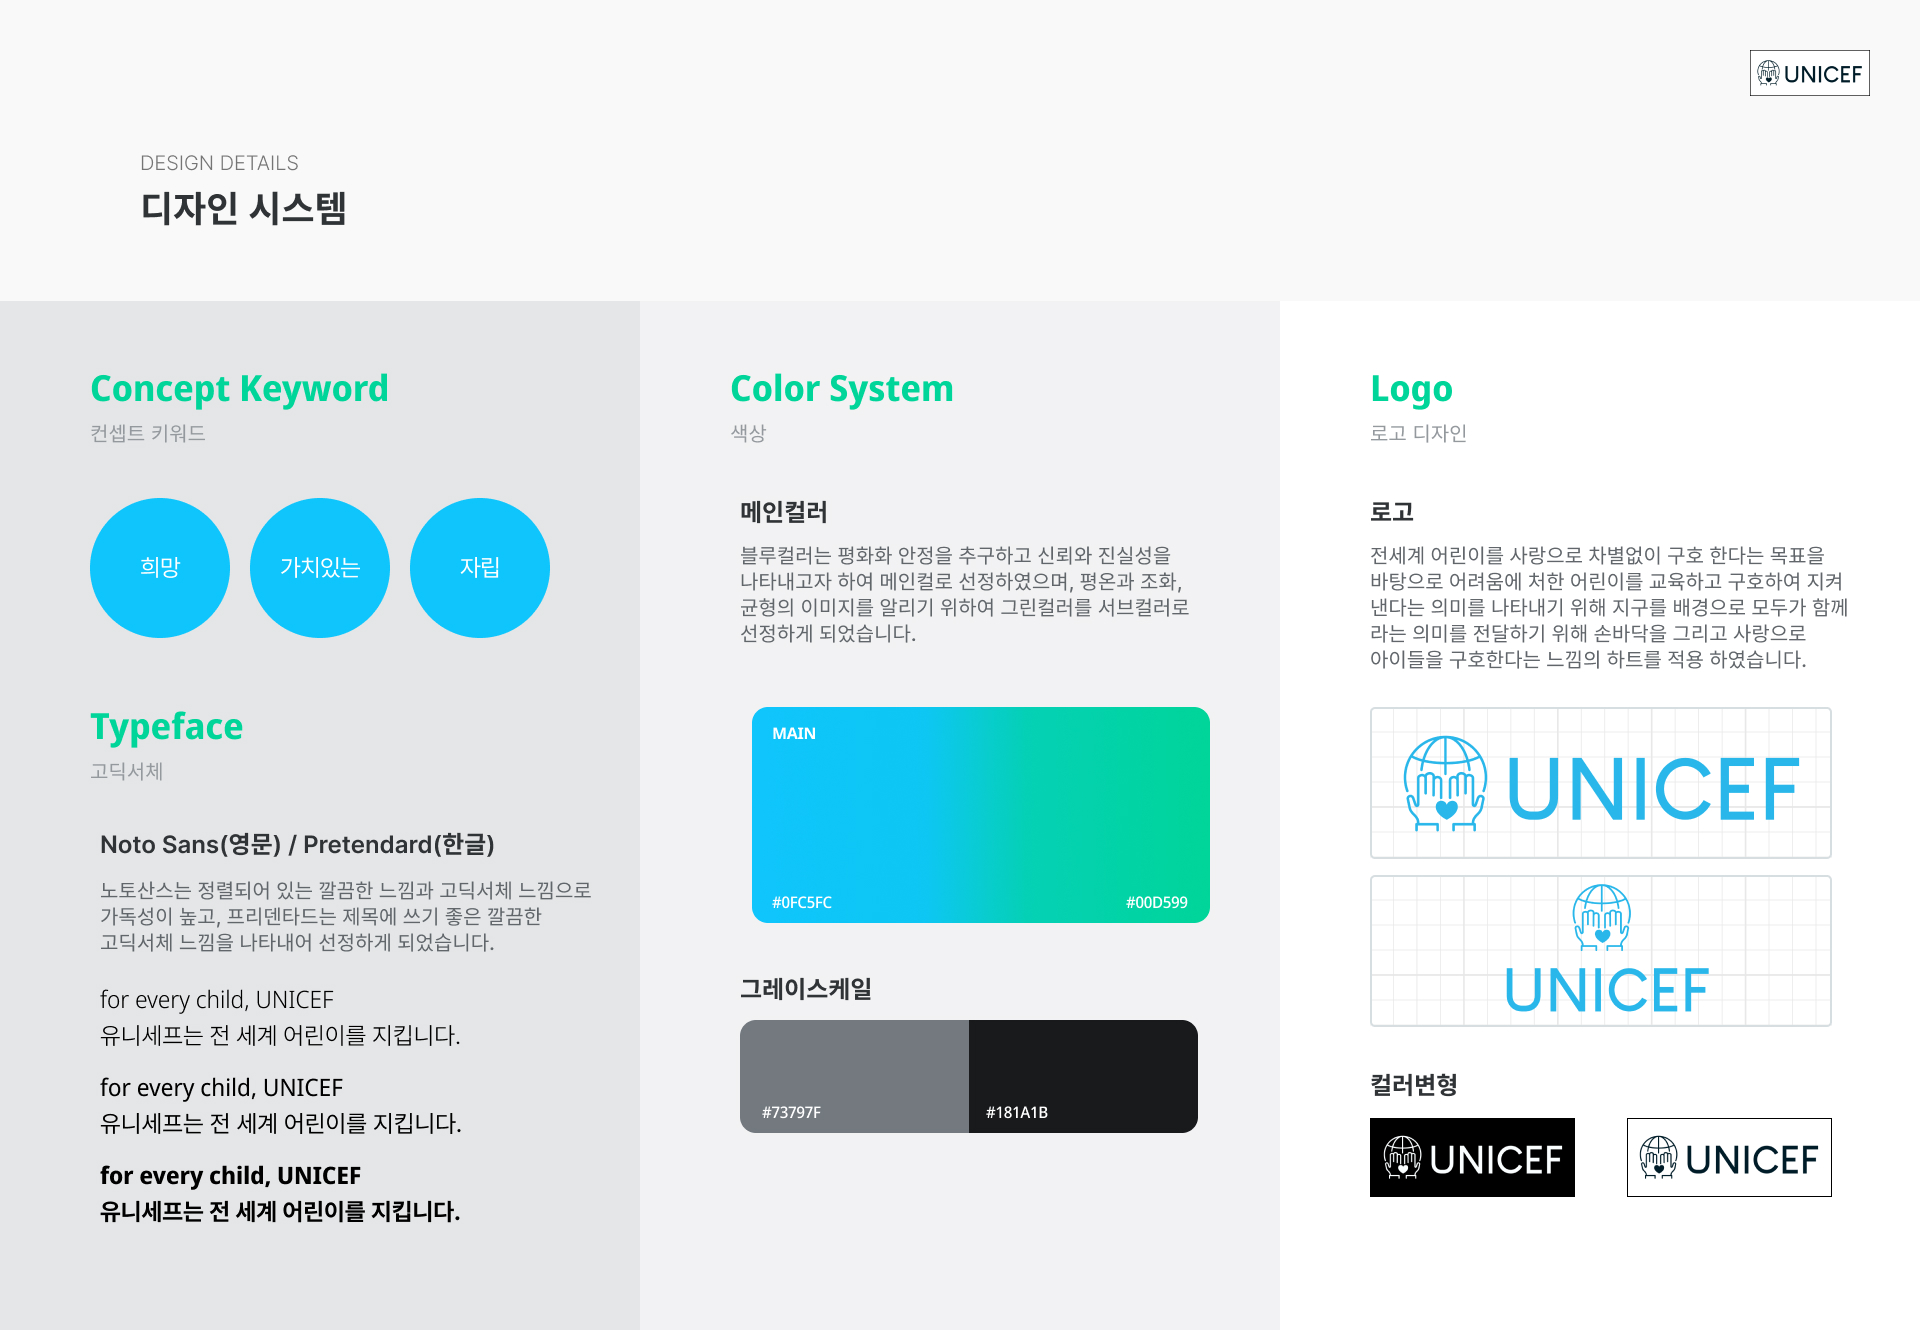 UNICEF
DESIGN DETAILS
디자인 시스템
Concept Keyword
컨셉트 키워드
희망
가치있는
자립
Typeface
고딕서체
Noto Sans(영문) / Pretendard(한글)
노토산스는 정렬되어 있는 깔끔한 느낌과 고딕서체 느낌으로
가독성이 높고, 프리덴타드는 제목에 쓰기 좋은 깔끔한
고딕서체 느낌을 나타내어 선정하게 되었습니다.
for every child, UNICEF
유니세프는 전 세계 어린이를 지킵니다.
for every child, UNICEF
유니세프는 전 세계 어린이를 지킵니다.
for every child, UNICEF
유니세프는 전 세계 어린이를 지킵니다.
Color System
색상
메인컬러
블루컬러는 평화화 안정을 추구하고 신뢰와 진실성을
나타내고자 하여 메인컬로 선정하였으며, 평온과 조화,
균형의 이미지를 알리기 위하여 그린컬러를 서브컬러로
선정하게 되었습니다.
MAIN
#0FC5FC
#00D599
그레이스케일
#73797F
#181A1B
Logo
로고 디자인
로고
전세계 어린이를 사랑으로 차별없이 구호 한다는 목표을
바탕으로 어려움에 처한 어린이를 교육하고 구호하여 지켜
낸다는 의미를 나타내기 위해 지구를 배경으로 모두가 함께
라는 의미를 전달하기 위해 손바닥을 그리고 사랑으로
아이들을 구호한다는 느낌의 하트를 적용 하였습니다.
UNICEF
UNICEF
컬러변형
UNICEF
UNICEF